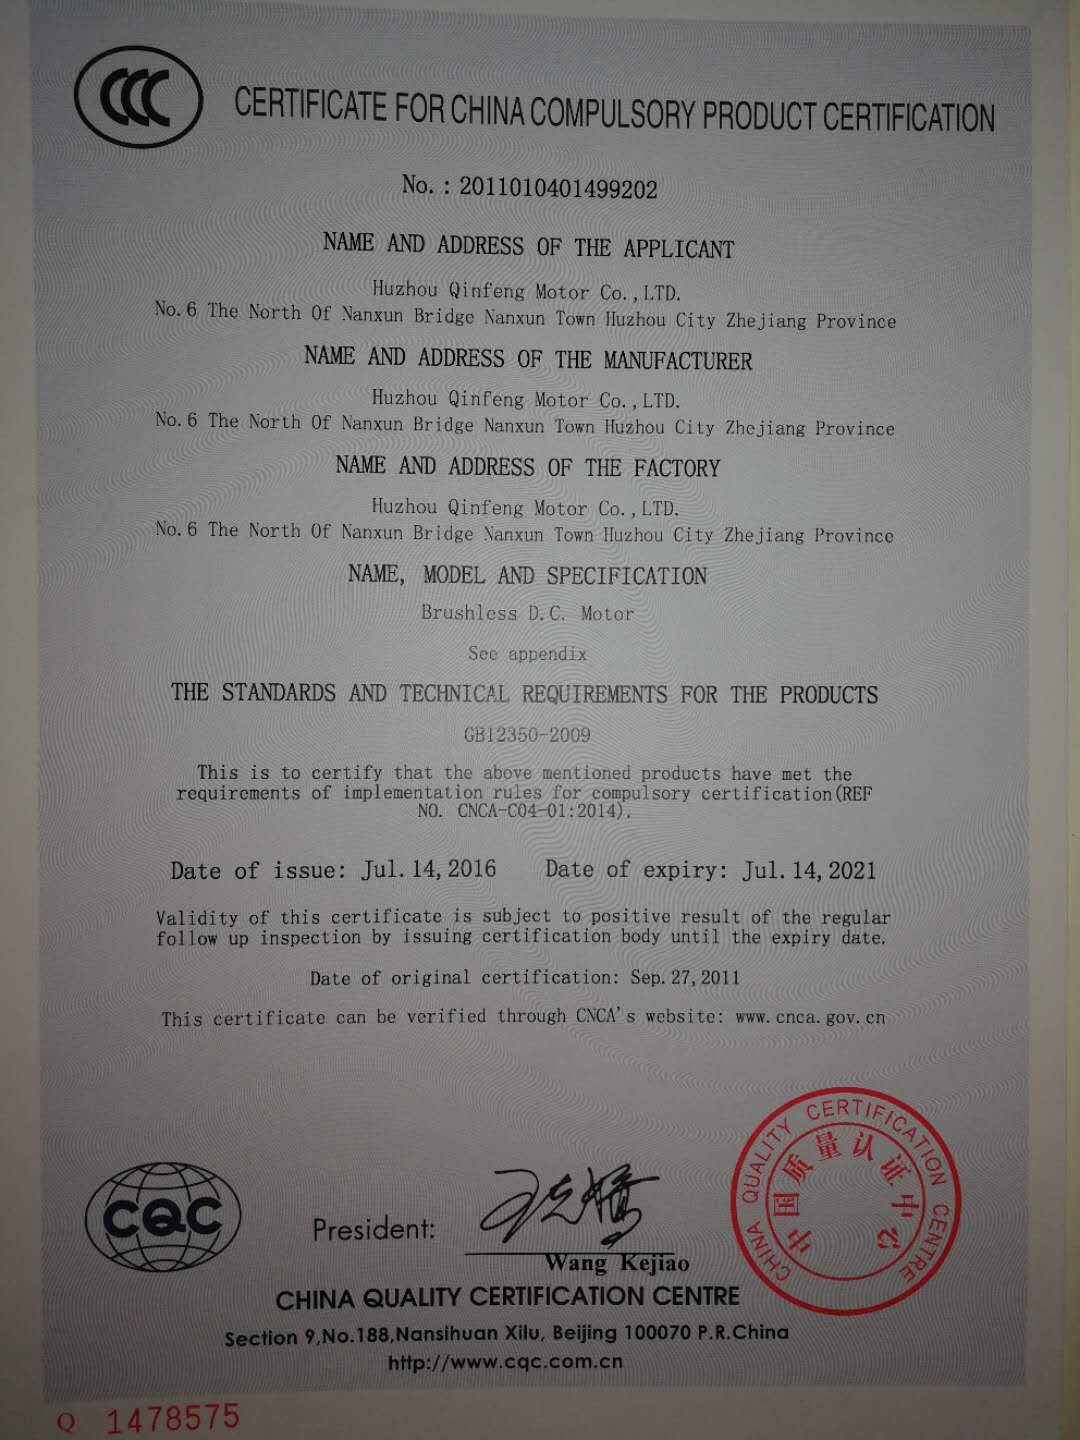 CCC
CERTIFICATE FOR CHINA COMPULSORY PRODUCT CERTIFICATION
No.: 2011010401499202
NAME AND ADDRESS OF THE APPLICANT
Huzhou Qinfeng Motor Co.,LTD.
No.6 The North Of Nanxun Bridge Nanxun Town Huzhou City Zhejiang Province
NAME AND ADDRESS OF THE MANUFACTURER
Huzhou Qinfeng Motor Co.,LTD.
No.6 The North Of Nanxun Bridge Nanxun Town Huzhou City Zhejiang Province
NAME AND ADDRESS OF THE FACTORY
Huzhou Qinfeng Motor Co.,LTD.
No.6 The North Of Nanxun Bridge Nanxun Town Huzhou City Zhejiang Province
NAME, MODEL AND SPECIFICATION
Brushless D.C. Motor
See appendix
THE STANDARDS AND TECHNICAL REQUIREMENTS FOR THE PRODUCTS
GB12350-2009
This is to certify that the above mentioned products have met the
requirements of implementation rules for compulsory certification(REF
NO. CNCA-C04-01:2014).
Date of issue: Jul.14,2016 Date of expiry: Jul.14,2021
Validity of this certificate is subject to positive result of the regular
follow up inspection by issuing certification body until the expiry date.
Date of original certification: Sep.27,2011
This certificate can be verified through CNCA's website: www.cnca.gov.cn
CHINA QUALITY CERTIFICATION CENTRE
中国质量认证中心
CQC
President:
王克娇
Wang Kejiao
CHINA QUALITY CERTIFICATION CENTRE
Section 9,No.188,Nansihuan Xilu, Beijing 100070 P.R.China
http://www.cqc.com.cn
Q 1478575